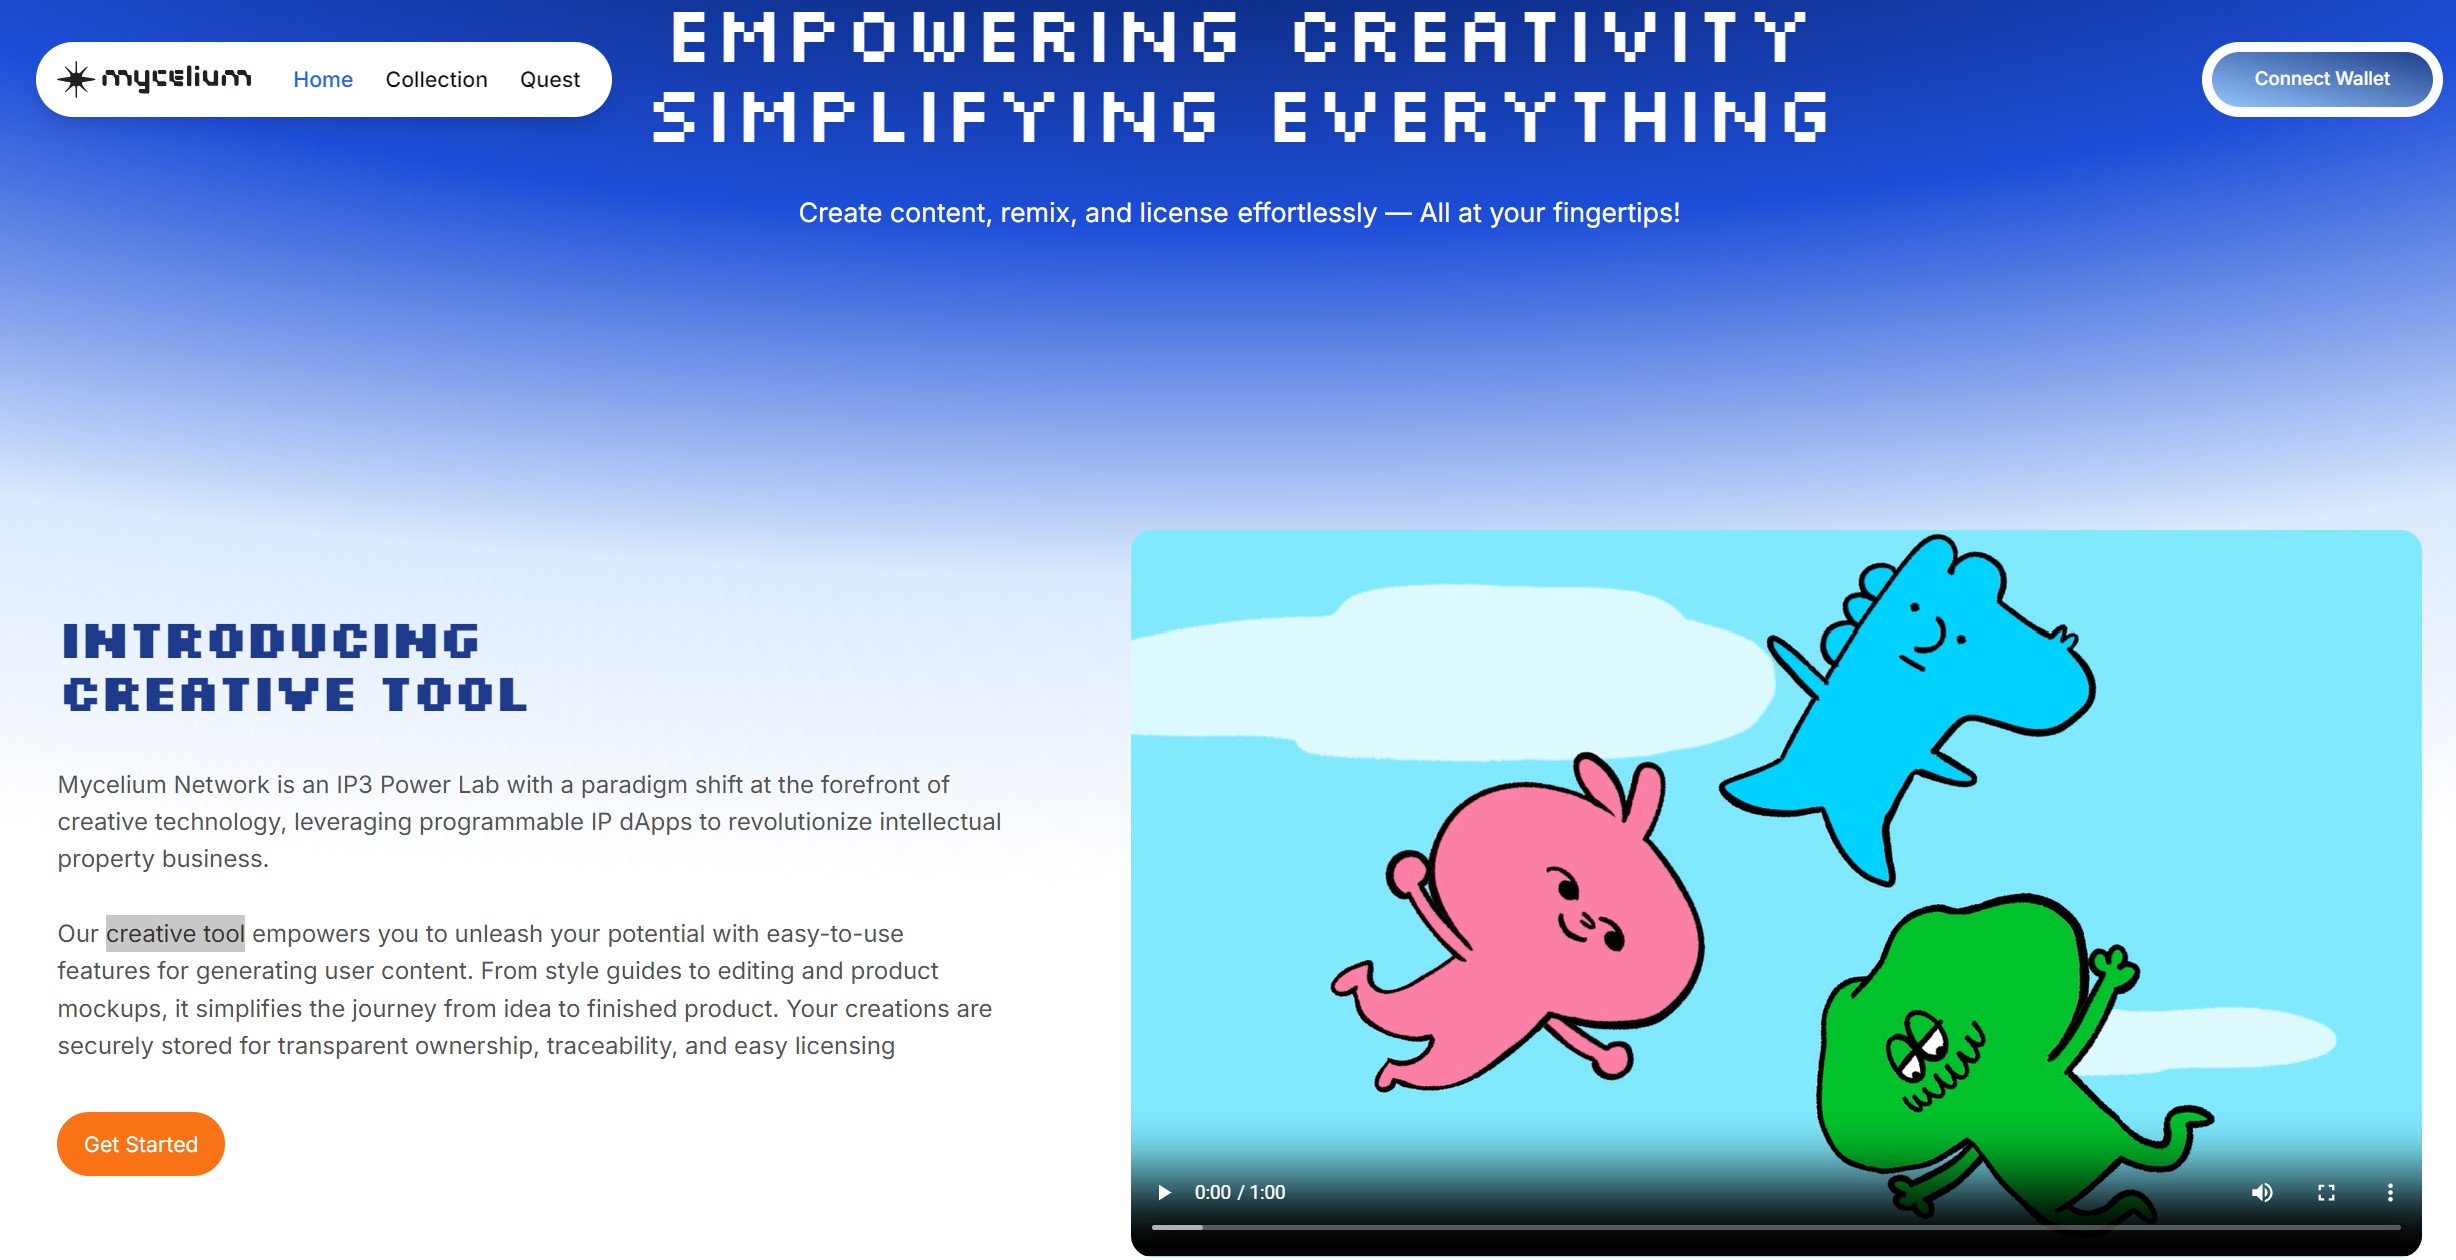 EMPOWERING CREATIVITY
mycelium Home Collection Quest
Connect Wallet
SIMPLIFYING EVERYTHING
Create content, remix, and license effortlessly — All at your fingertips!
INTRODUCING
CREATIVE TOOL
Mycelium Network is an IP3 Power Lab with a paradigm shift at the forefront of
creative technology, leveraging programmable IP dApps to revolutionize intellectual
property business.
Our creative tool empowers you to unleash your potential with easy-to-use
features for generating user content. From style guides to editing and product
mockups, it simplifies the journey from idea to finished product. Your creations are
securely stored for transparent ownership, traceability, and easy licensing
Get Started
0:00 / 1:00